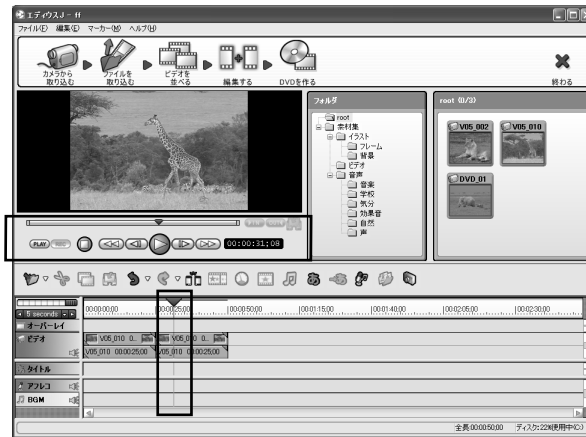 エディウスJ - ff
ファイル(F) 編集(E) マーカー(M) ヘルプ(H)
カメラから
取り込む
ファイルを
取り込む
ビデオを
並べる
編集する
DVDを作る
終わる
フォルダ
root
素材集
イラスト
フレーム
背景
ビデオ
音声
音楽
学校
気分
効果音
自然
声
root (0/3)
V05_002
V05_010
DVD_01
PLAY
00:00:31;08
5 seconds
00:00:00;00 00:00:25;00 00:00:50;00 00:01:15;00 00:01:40;00 00:02:05;00 00:02:30;00
オーバーレイ
ビデオ
V05_010 0... V05_010 0...
V05_010 00:00:25;00 V05_010 00:00:25;00
タイトル
アフレコ
BGM
全長:00:00:50;00 ディスク:22%使用中(C:)